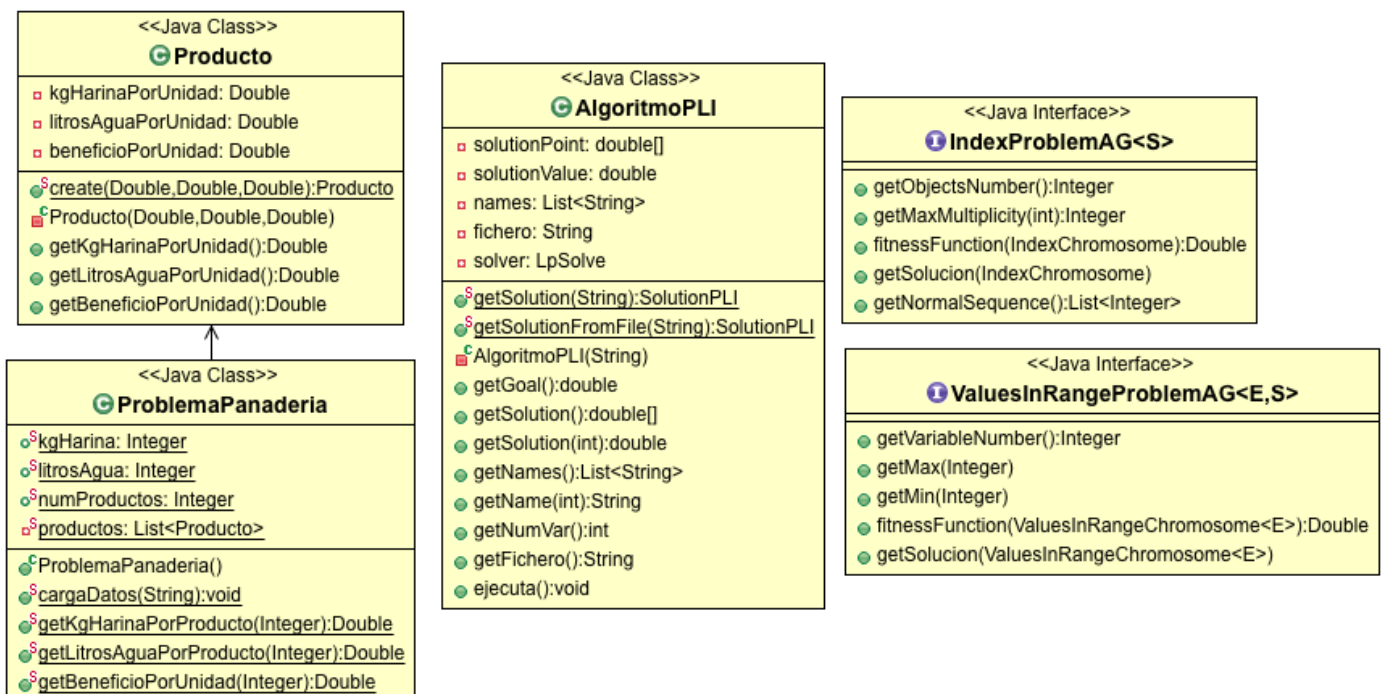 <<Java Class>>
Producto
kgHarinaPorUnidad: Double
litrosAguaPorUnidad: Double
beneficioPorUnidad: Double
create(Double,Double,Double):Producto
Producto(Double,Double,Double)
getKgHarinaPorUnidad():Double
getLitrosAguaPorUnidad():Double
getBeneficioPorUnidad():Double
<<Java Class>>
ProblemaPanaderia
kgHarina: Integer
litrosAgua: Integer
numProductos: Integer
productos: List<Producto>
ProblemaPanaderia()
cargaDatos(String):void
getKgHarinaPorProducto(Integer):Double
getLitrosAguaPorProducto(Integer):Double
getBeneficioPorUnidad(Integer):Double
<<Java Class>>
AlgoritmoPLI
solutionPoint: double[]
solutionValue: double
names: List<String>
fichero: String
solver: LpSolve
getSolution(String):SolutionPLI
getSolutionFromFile(String):SolutionPLI
AlgoritmoPLI(String)
getGoal():double
getSolution():double[]
getSolution(int):double
getNames():List<String>
getName(int):String
getNumVar():int
getFichero():String
ejecuta():void
<<Java Interface>>
IndexProblemAG<S>
getObjectsNumber():Integer
getMaxMultiplicity(int):Integer
fitnessFunction(IndexChromosome):Double
getSolucion(IndexChromosome)
getNormalSequence():List<Integer>
<<Java Interface>>
ValuesInRangeProblemAG<E,S>
getVariableNumber():Integer
getMax(Integer)
getMin(Integer)
fitnessFunction(ValuesInRangeChromosome<E>):Double
getSolucion(ValuesInRangeChromosome<E>)